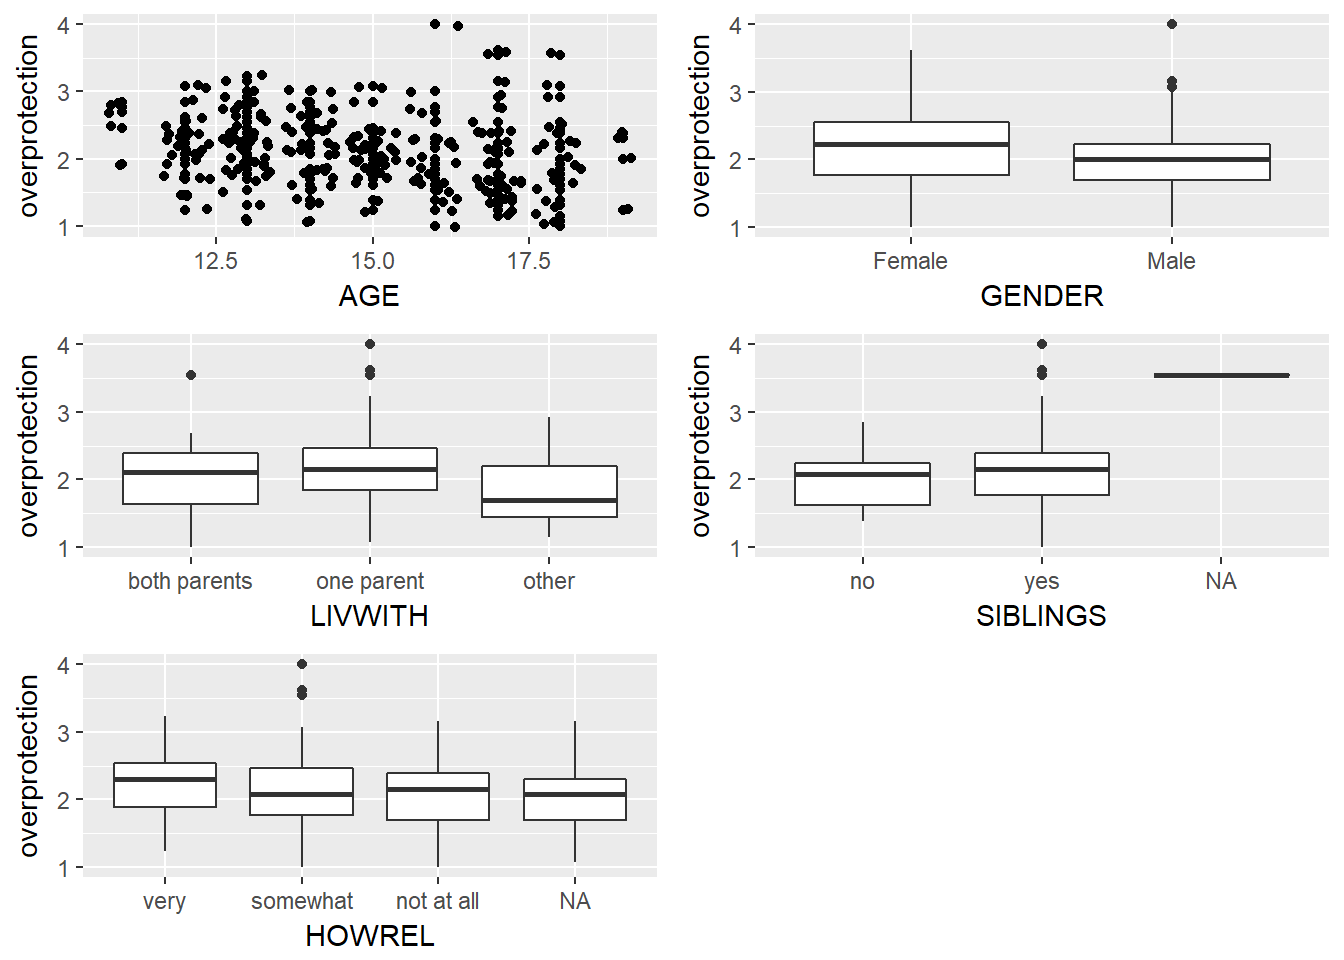 overprotection
4
3
2
1
12.5 15.0 17.5
AGE
overprotection
4
3
2
1
Female Male
GENDER
overprotection
4
3
2
1
both parents one parent other
LIVWITH
overprotection
4
3
2
1
no yes NA
SIBLINGS
overprotection
4
3
2
1
very somewhat not at all NA
HOWREL